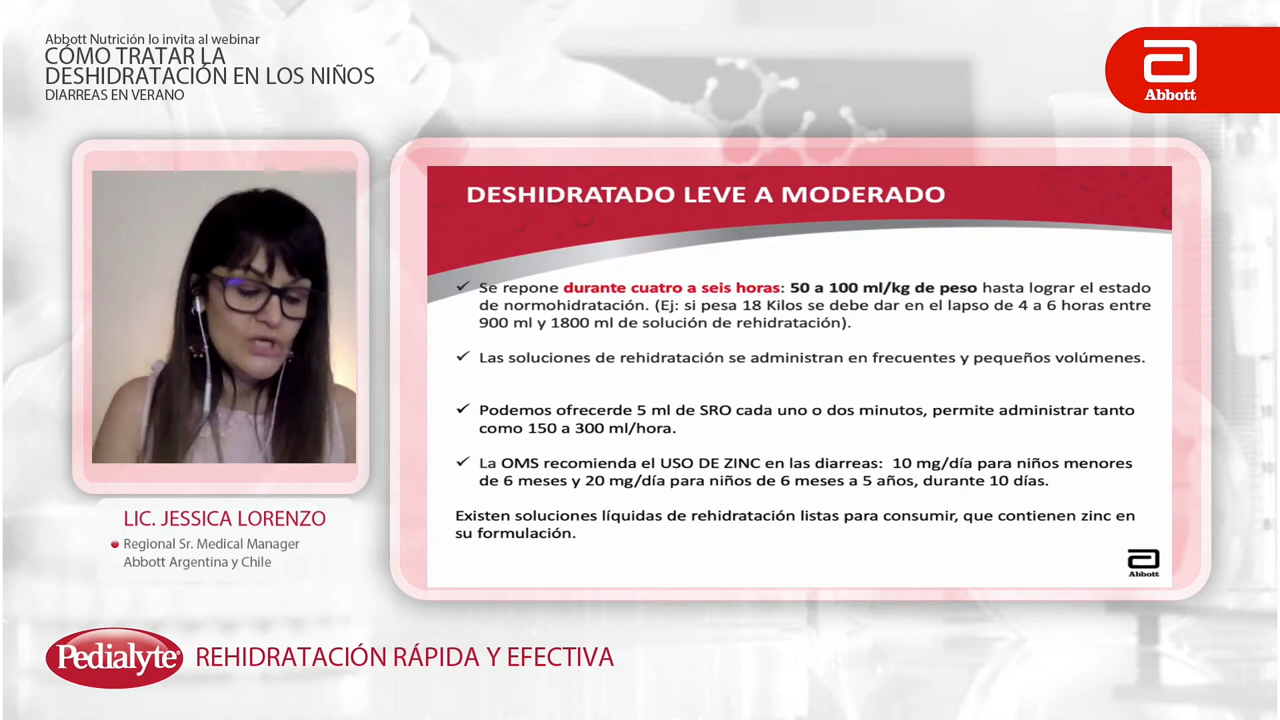 Abbott Nutrición lo invita al webinar
CÓMO TRATAR LA
DESHIDRATACIÓN EN LOS NIÑOS
DIARREAS EN VERANO
Abbott
DESHIDRATADO LEVE A MODERADO
✓ Se repone durante cuatro a seis horas: 50 a 100 ml/kg de peso hasta lograr el estado
de normohidratación. (Ej: si pesa 18 Kilos se debe dar en el lapso de 4 a 6 horas entre
900 ml y 1800 ml de solución de rehidratación).
✓ Las soluciones de rehidratación se administran en frecuentes y pequeños volúmenes.
✓ Podemos ofrecerde 5 ml de SRO cada uno o dos minutos, permite administrar tanto
como 150 a 300 ml/hora.
✓ La OMS recomienda el USO DE ZINC en las diarreas: 10 mg/día para niños menores
de 6 meses y 20 mg/día para niños de 6 meses a 5 años, durante 10 días.
Existen soluciones líquidas de rehidratación listas para consumir, que contienen zinc en
su formulación.
Abbott
LIC. JESSICA LORENZO
Regional Sr. Medical Manager
Abbott Argentina y Chile
Pedialyte® REHIDRATACIÓN RÁPIDA Y EFECTIVA